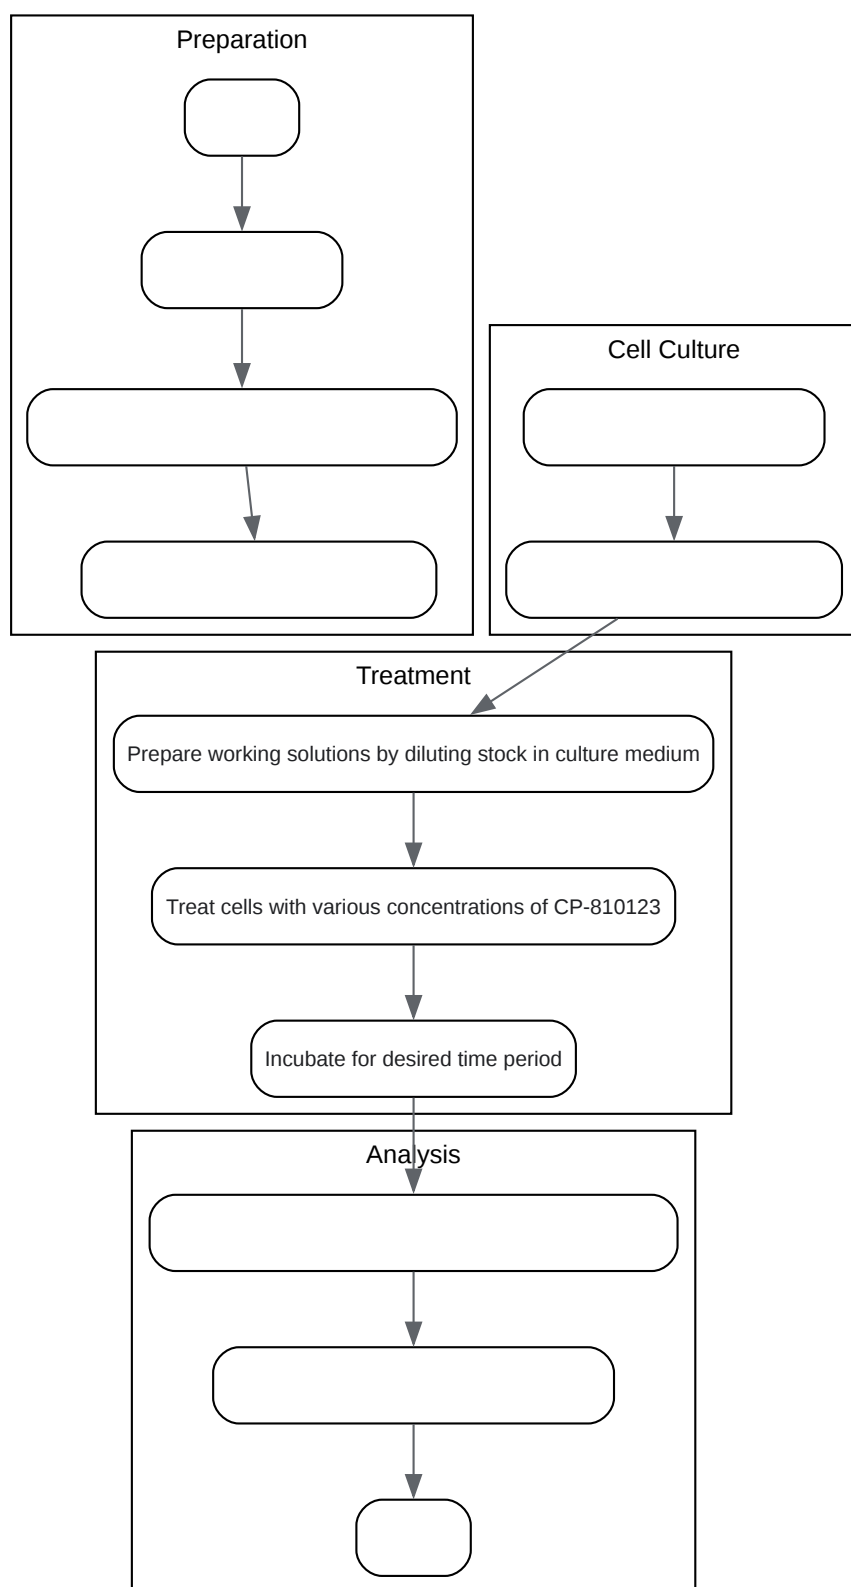 Preparation
Cell Culture
Treatment
Prepare working solutions by diluting stock in culture medium
Treat cells with various concentrations of CP-810123
Incubate for desired time period
Analysis